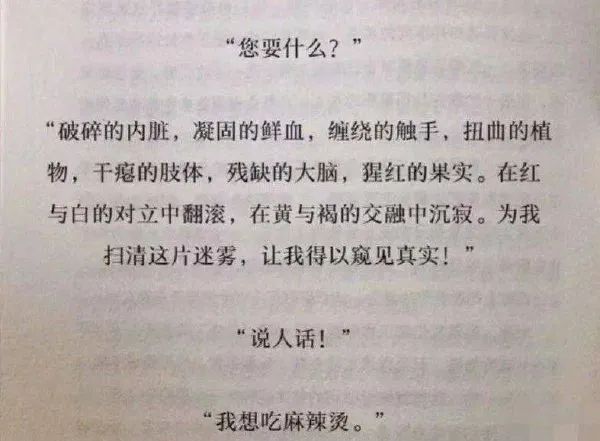 “您要什么？”
“破碎的内脏，凝固的鲜血，缠绕的触手，扭曲的植
物，干瘪的肢体，残缺的大脑，猩红的果实。在红
与白的对立中翻滚，在黄与褐的交融中沉寂。为我
扫清这片迷雾，让我得以窥见真实！”
“说人话！”
“我想吃麻辣烫。”